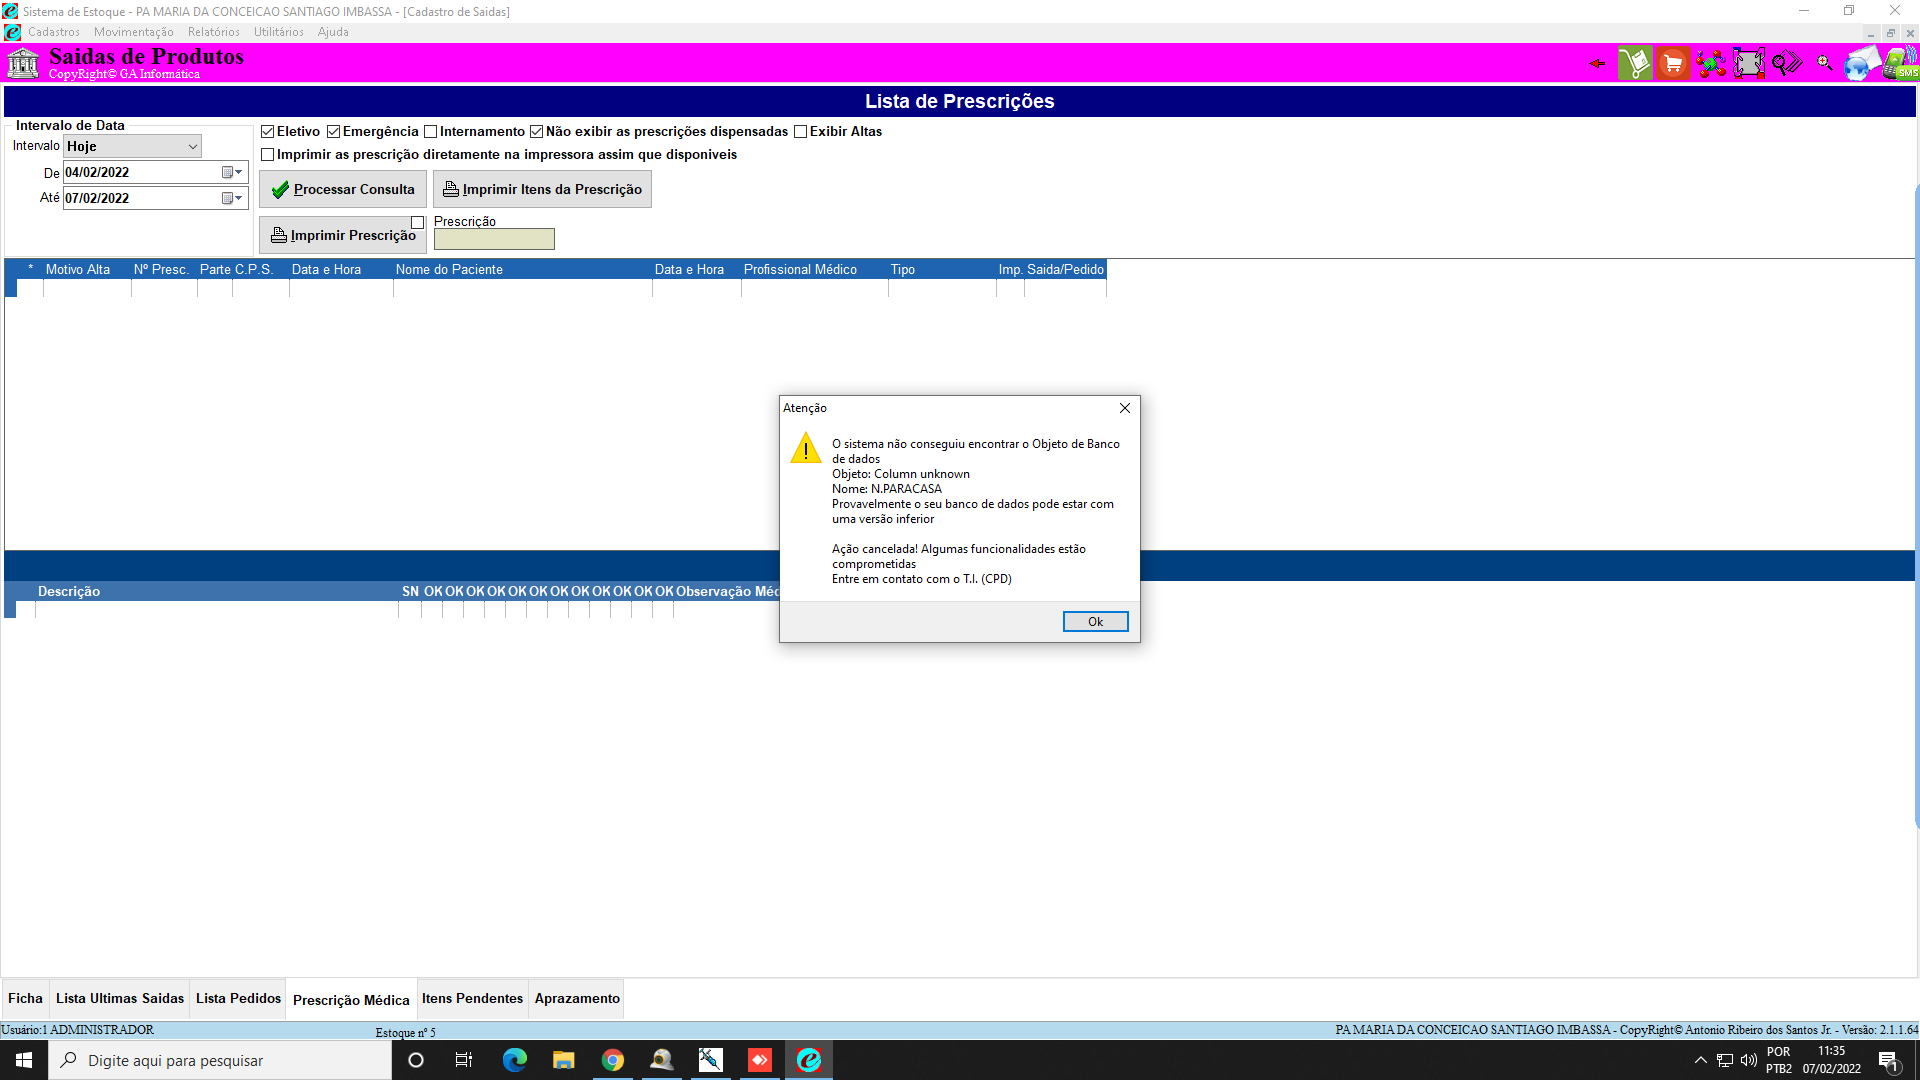 Sistema de Estoque - PA MARIA DA CONCEICAO SANTIAGO IMBASSA - [Cadastro de Saidas]
Cadastros Movimentação Relatórios Utilitários Ajuda
Saidas de Produtos
CopyRight© GA Informática
SMS
Lista de Prescrições
Intervalo de Data
Intervalo Hoje
De 04/02/2022
Até 07/02/2022
Eletivo Emergência Internamento Não exibir as prescrições dispensadas Exibir Altas
Imprimir as prescrição diretamente na impressora assim que disponiveis
Processar Consulta Imprimir Itens da Prescrição
Imprimir Prescrição
Prescrição
* Motivo Alta Nº Presc. Parte C.P.S. Data e Hora Nome do Paciente Data e Hora Profissional Médico Tipo Imp. Saida/Pedido
Atenção
O sistema não conseguiu encontrar o Objeto de Banco
de dados
Objeto: Column unknown
Nome: N.PARACASA
Provavelmente o seu banco de dados pode estar com
uma versão inferior
Ação cancelada! Algumas funcionalidades estão
comprometidas
Entre em contato com o T.I. (CPD)
Ok
Descrição SN OK OK OK OK OK OK OK OK OK OK OK OK Observação Méd
Ficha Lista Ultimas Saidas Lista Pedidos Prescrição Médica Itens Pendentes Aprazamento
Usuário:1 ADMINISTRADOR Estoque nº 5 PA MARIA DA CONCEICAO SANTIAGO IMBASSA - CopyRight© Antonio Ribeiro dos Santos Jr. - Versão: 2.1.1.64
Digite aqui para pesquisar
POR
PTB2
11:35
07/02/2022
1